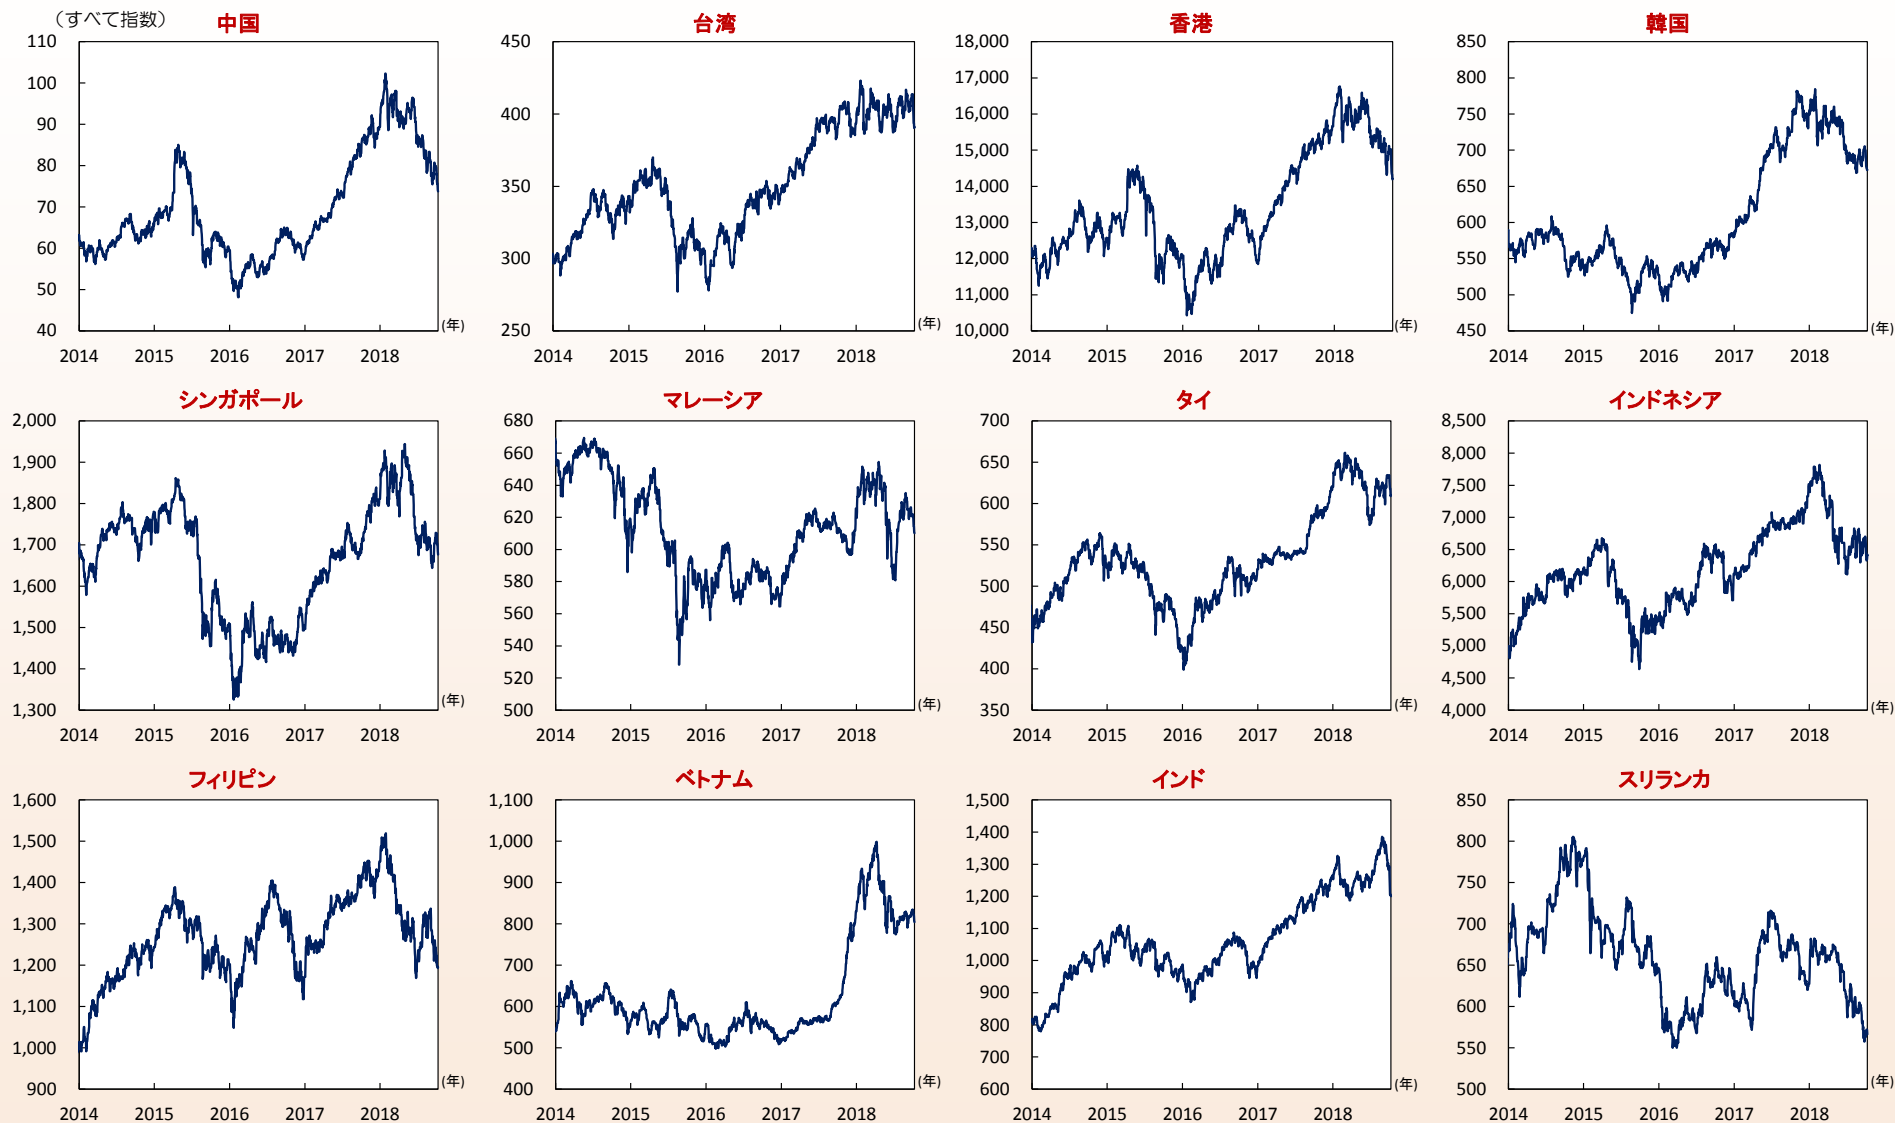 （すべて指数）
中国
台湾
香港
韓国
110
100
90
80
70
60
50
40
2014 2015 2016 2017 2018
(年)
450
400
350
300
250
2014 2015 2016 2017 2018
(年)
18,000
17,000
16,000
15,000
14,000
13,000
12,000
11,000
10,000
2014 2015 2016 2017 2018
(年)
850
800
750
700
650
600
550
500
450
2014 2015 2016 2017 2018
(年)
シンガポール
マレーシア
タイ
インドネシア
2,000
1,900
1,800
1,700
1,600
1,500
1,400
1,300
2014 2015 2016 2017 2018
(年)
680
660
640
620
600
580
560
540
520
500
2014 2015 2016 2017 2018
(年)
700
650
600
550
500
450
400
350
2014 2015 2016 2017 2018
(年)
8,500
8,000
7,500
7,000
6,500
6,000
5,500
5,000
4,500
4,000
2014 2015 2016 2017 2018
(年)
フィリピン
ベトナム
インド
スリランカ
1,600
1,500
1,400
1,300
1,200
1,100
1,000
900
2014 2015 2016 2017 2018
(年)
1,100
1,000
900
800
700
600
500
400
2014 2015 2016 2017 2018
(年)
1,500
1,400
1,300
1,200
1,100
1,000
900
800
700
600
2014 2015 2016 2017 2018
(年)
850
800
750
700
650
600
550
500
2014 2015 2016 2017 2018
(年)